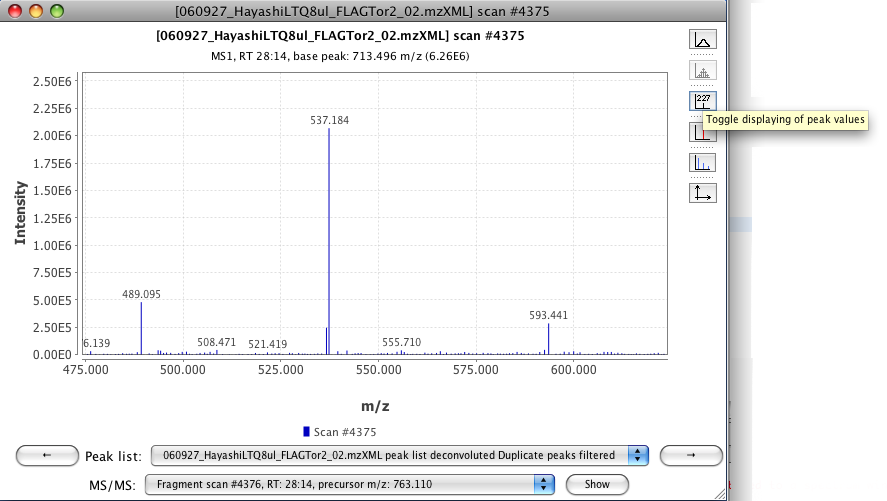 [060927_HayashiLTQ8ul_FLAGTor2_02.mzXML] scan #4375
[060927_HayashiLTQ8ul_FLAGTor2_02.mzXML] scan #4375
MS1, RT 28:14, base peak: 713.496 m/z (6.26E6)
2.50E6
2.25E6
2.00E6
1.75E6
1.50E6
1.25E6
1.00E6
7.50E5
5.00E5
2.50E5
0.00E0
Intensity
537.184
489.095
593.441
6.139
508.471
521.419
555.710
475.000
500.000
525.000
550.000
575.000
600.000
m/z
Scan #4375
227
Toggle displaying of peak values
Peak list:
060927_HayashiLTQ8ul_FLAGTor2_02.mzXML peak list deconvoluted Duplicate peaks filtered
MS/MS:
Fragment scan #4376, RT: 28:14, precursor m/z: 763.110
Show